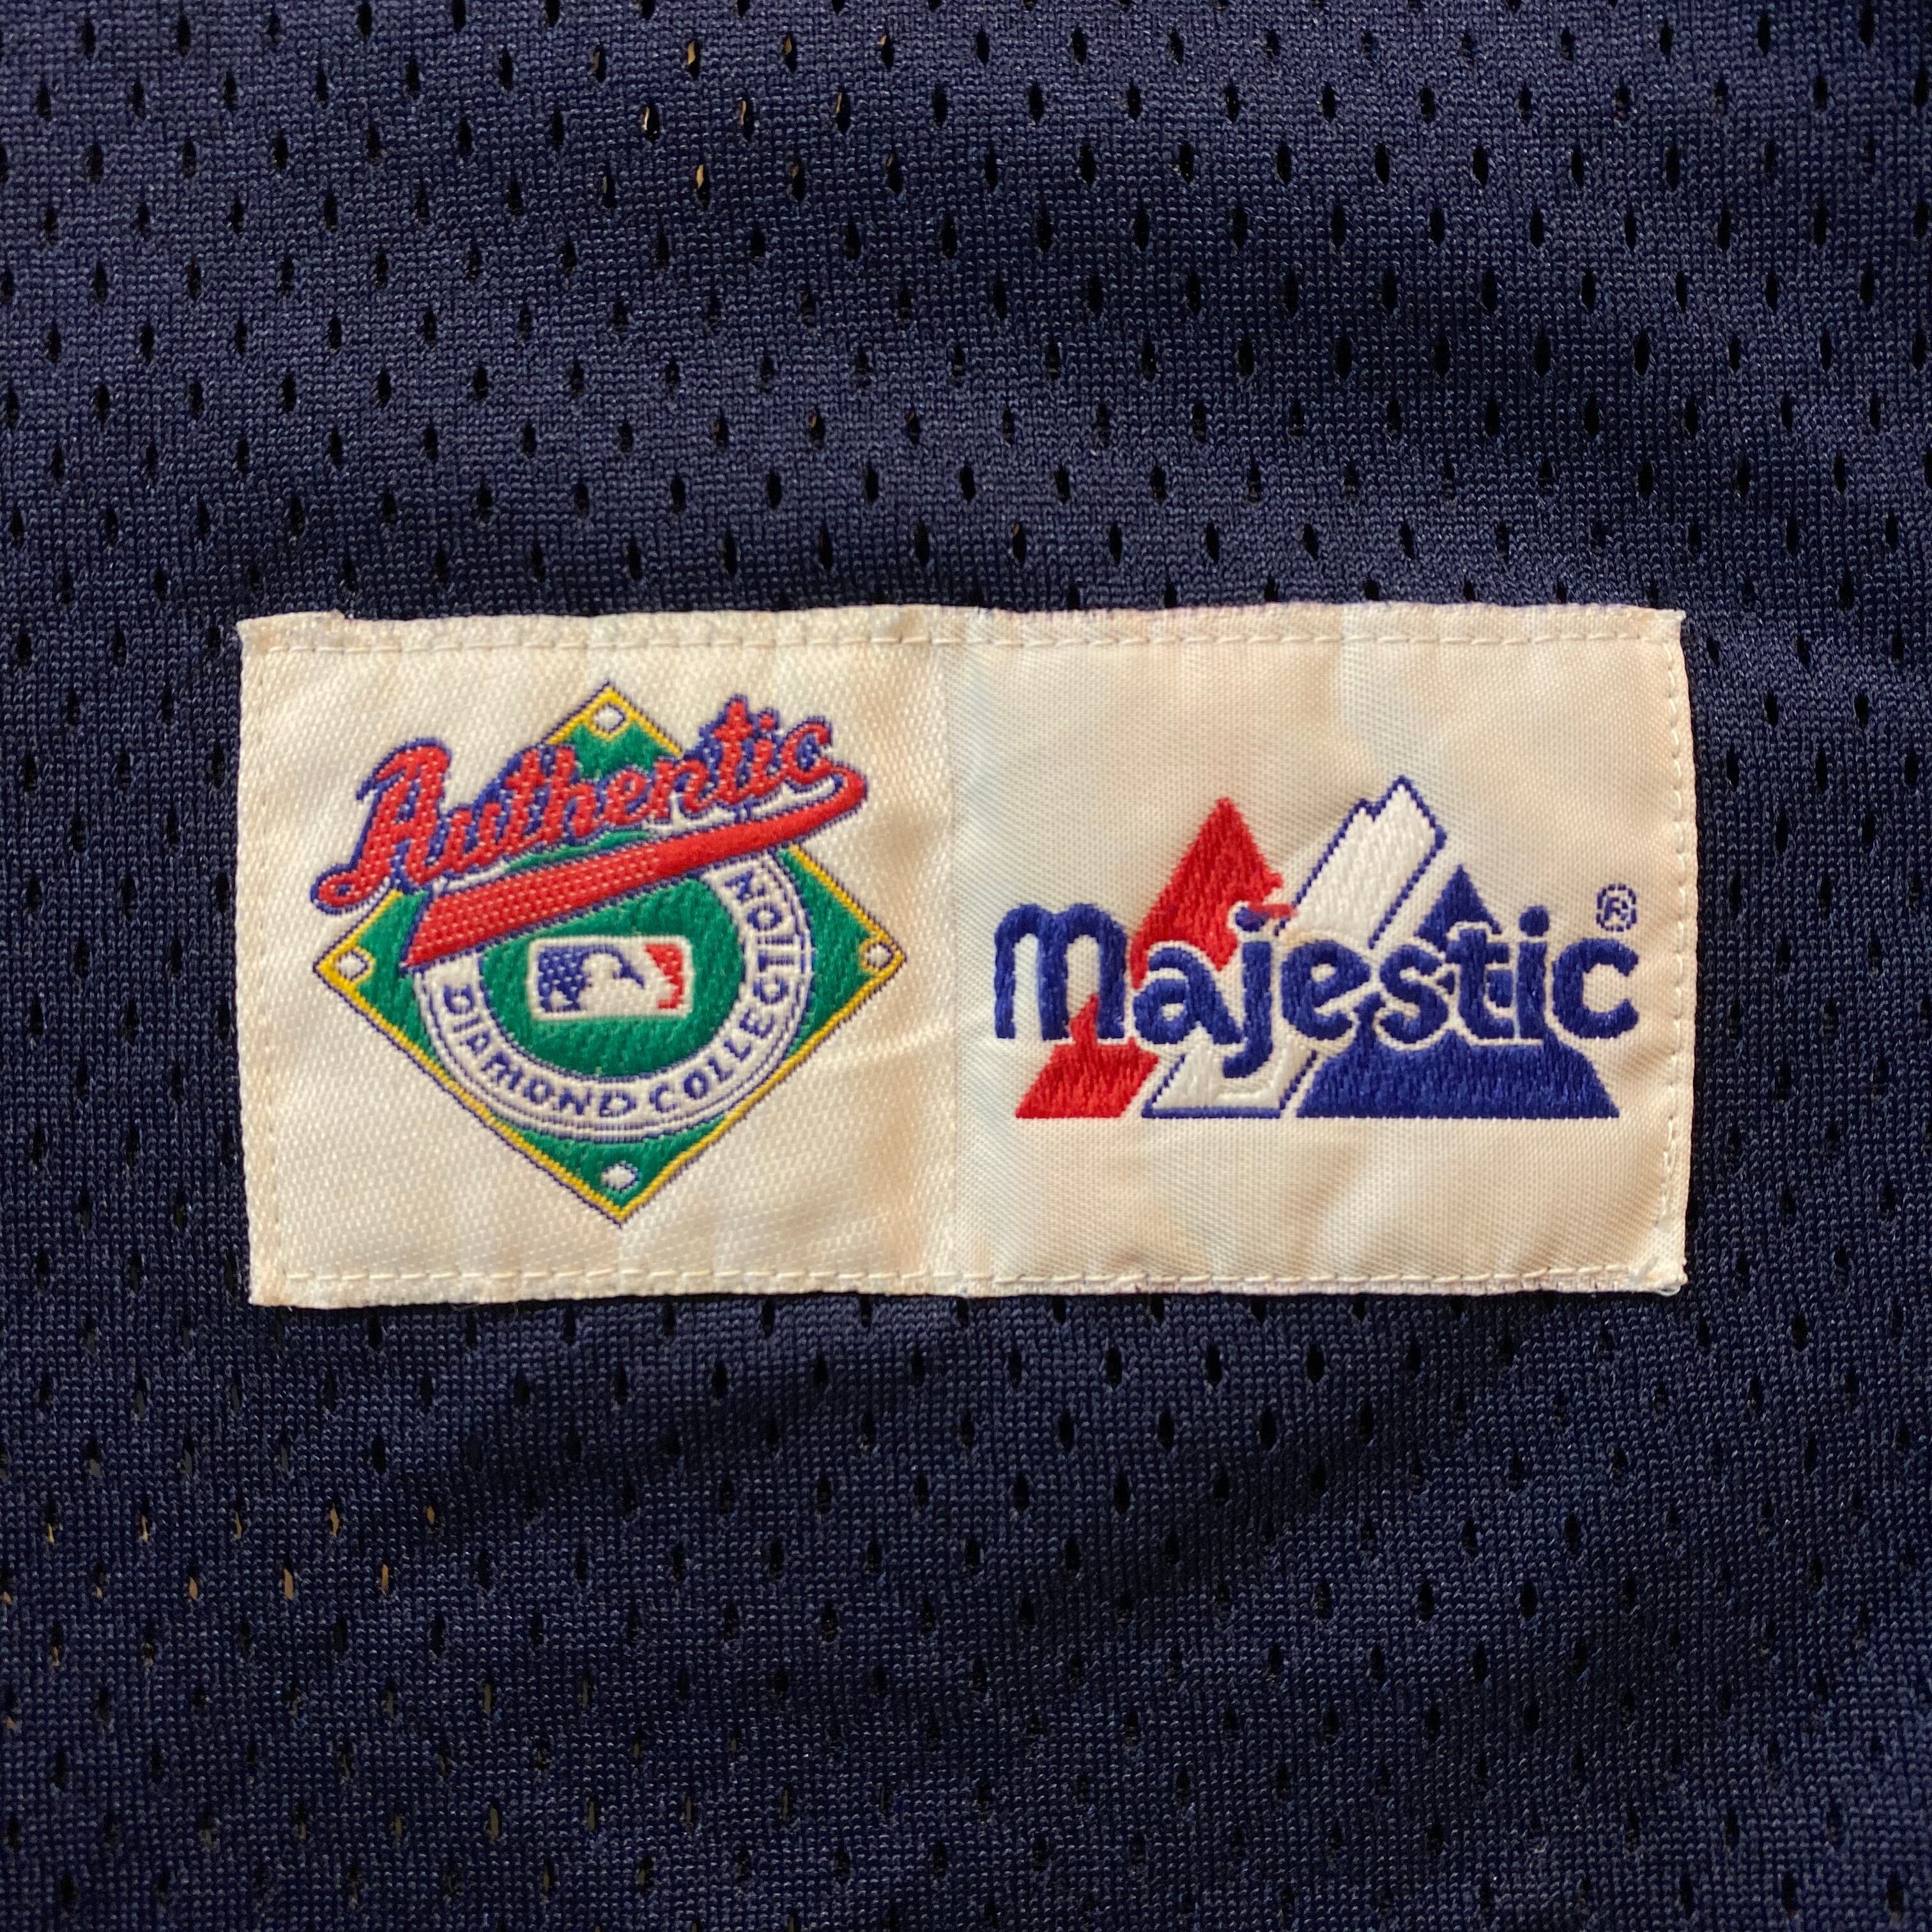 Authentic
DIAMOND COLLECTION
majestic ®